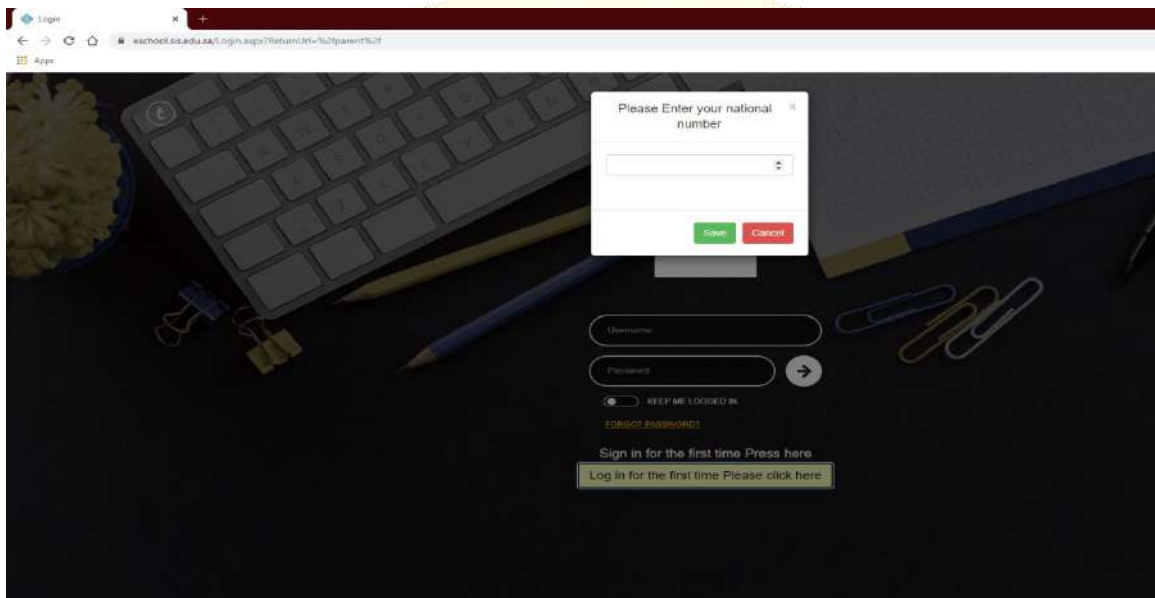 Login
eschool.sis.edu.sa/Login.aspx?ReturnUrl=%2fparent%2f
Apps
Please Enter your national
number
Save Cancel
Username
Password
KEEP ME LOGGED IN
FORGOT PASSWORD?
Sign in for the first time Press here
Log in for the first time Please click here